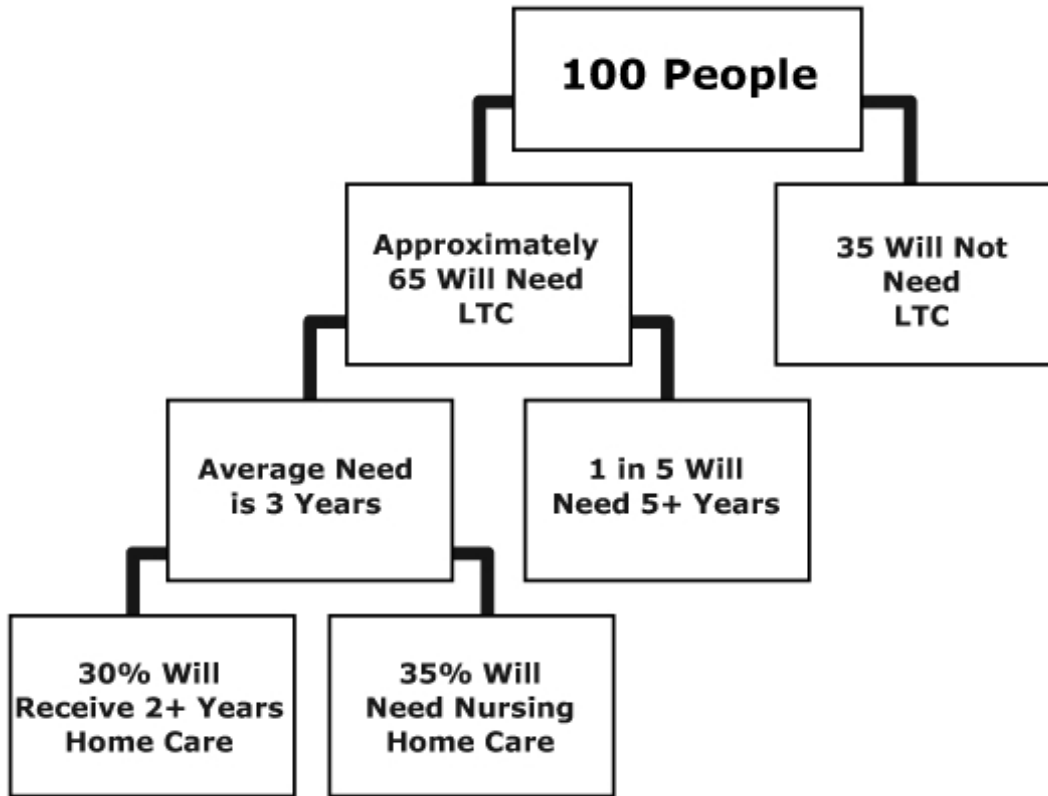 100 People
Approximately
65 Will Need
LTC
35 Will Not
Need
LTC
Average Need
is 3 Years
1 in 5 Will
Need 5+ Years
30% Will
Receive 2+ Years
Home Care
35% Will
Need Nursing
Home Care